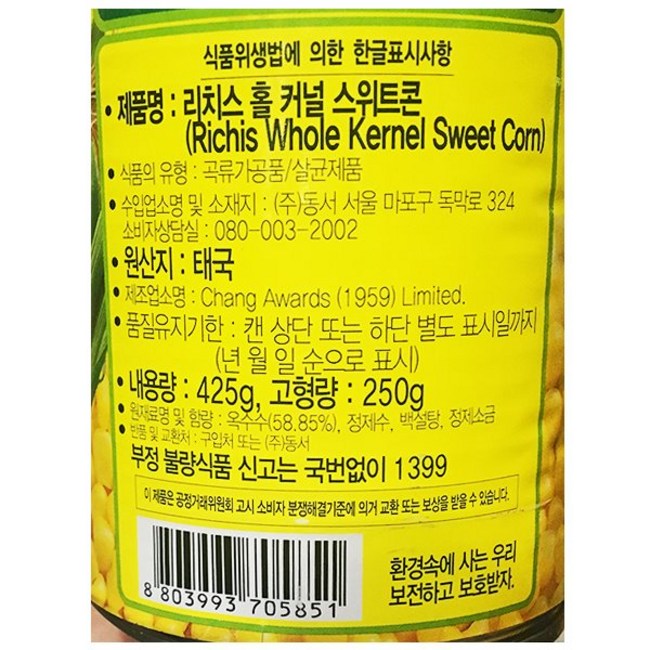 식품위생법에 의한 한글표시사항
• 제품명 : 리치스 홀 커널 스위트콘
(Richis Whole Kernel Sweet Corn)
• 식품의 유형 : 곡류가공품/살균제품
• 수입업소명 및 소재지 : (주)동서 서울 마포구 독막로 324
소비자상담실 : 080-003-2002
• 원산지 : 태국
• 제조업소명 : Chang Awards (1959) Limited.
• 품질유지기한 : 캔 상단 또는 하단 별도 표시일까지
(년 월 일 순으로 표시)
• 내용량 : 425g, 고형량 : 250g
• 원재료명 및 함량 : 옥수수(58.85%), 정제수, 백설탕, 정제소금
• 반품 및 교환처 : 구입처 또는 (주)동서
부정 불량식품 신고는 국번없이 1399
이 제품은 공정거래위원회 고시 소비자 분쟁해결기준에 의거 교환 또는 보상을 받을 수 있습니다.
환경속에 사는 우리
보전하고 보호받자.
8 803993 705851